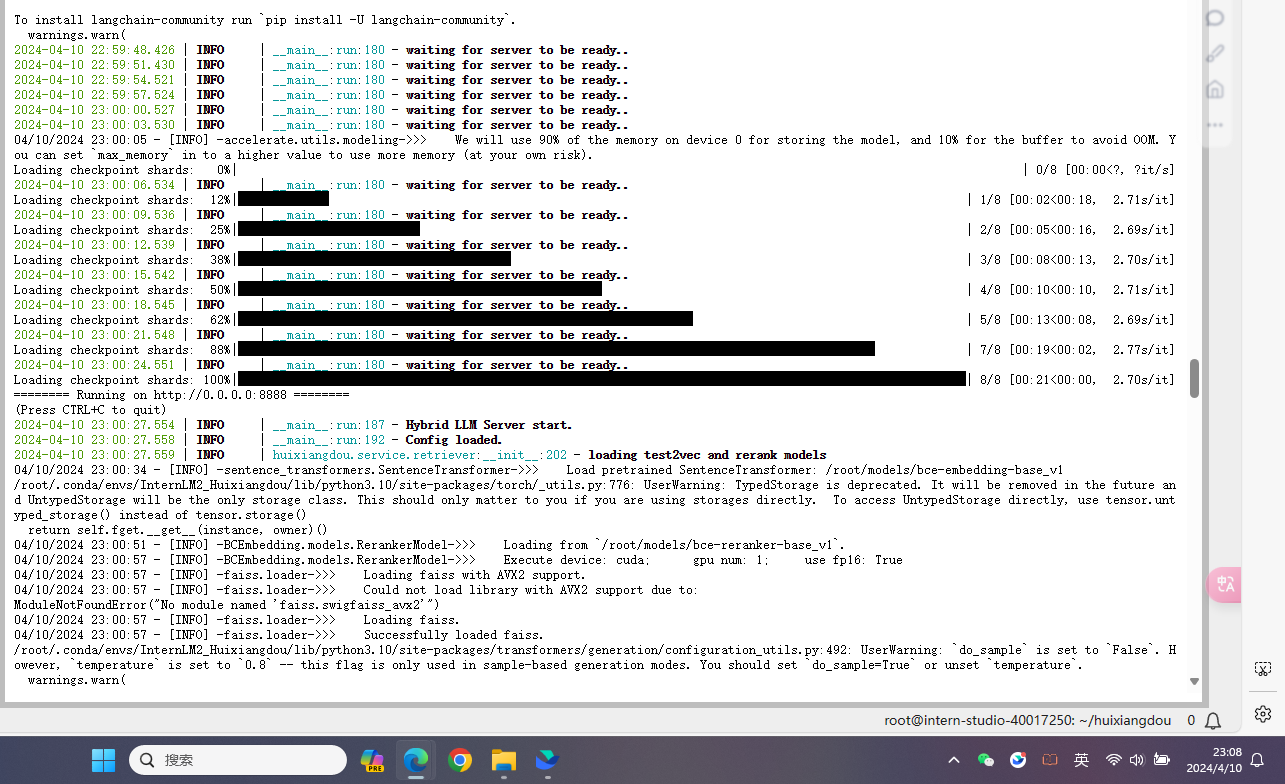 To install langchain-community run `pip install -U langchain-community`.
  warnings.warn(
2024-04-10 22:59:48.426 | INFO     | __main__:run:180 - waiting for server to be ready..
2024-04-10 22:59:51.430 | INFO     | __main__:run:180 - waiting for server to be ready..
2024-04-10 22:59:54.521 | INFO     | __main__:run:180 - waiting for server to be ready..
2024-04-10 22:59:57.524 | INFO     | __main__:run:180 - waiting for server to be ready..
2024-04-10 23:00:00.527 | INFO     | __main__:run:180 - waiting for server to be ready..
2024-04-10 23:00:03.530 | INFO     | __main__:run:180 - waiting for server to be ready..
04/10/2024 23:00:05 - [INFO] -accelerate.utils.modeling->>>    We will use 90% of the memory on device 0 for storing the model, and 10% for the buffer to avoid OOM. Y
ou can set `max_memory` in to a higher value to use more memory (at your own risk).
Loading checkpoint shards:   0%| | 0/8 [00:00<?, ?it/s]
2024-04-10 23:00:06.534 | INFO     | __main__:run:180 - waiting for server to be ready..
Loading checkpoint shards:  12%| | 1/8 [00:02<00:18,  2.71s/it]
2024-04-10 23:00:09.536 | INFO     | __main__:run:180 - waiting for server to be ready..
Loading checkpoint shards:  25%| | 2/8 [00:05<00:16,  2.69s/it]
2024-04-10 23:00:12.539 | INFO     | __main__:run:180 - waiting for server to be ready..
Loading checkpoint shards:  38%| | 3/8 [00:08<00:13,  2.70s/it]
2024-04-10 23:00:15.542 | INFO     | __main__:run:180 - waiting for server to be ready..
Loading checkpoint shards:  50%| | 4/8 [00:10<00:10,  2.71s/it]
2024-04-10 23:00:18.545 | INFO     | __main__:run:180 - waiting for server to be ready..
Loading checkpoint shards:  62%| | 5/8 [00:13<00:08,  2.69s/it]
2024-04-10 23:00:21.548 | INFO     | __main__:run:180 - waiting for server to be ready..
Loading checkpoint shards:  88%| | 7/8 [00:19<00:02,  2.77s/it]
2024-04-10 23:00:24.551 | INFO     | __main__:run:180 - waiting for server to be ready..
Loading checkpoint shards: 100%| | 8/8 [00:21<00:00,  2.70s/it]
======== Running on http://0.0.0.0:8888 ========
(Press CTRL+C to quit)
2024-04-10 23:00:27.554 | INFO     | __main__:run:187 - Hybrid LLM Server start.
2024-04-10 23:00:27.558 | INFO     | __main__:run:192 - Config loaded.
2024-04-10 23:00:27.559 | INFO     | huixiangdou.service.retriever:__init__:202 - loading test2vec and rerank models
04/10/2024 23:00:34 - [INFO] -sentence_transformers.SentenceTransformer->>>    Load pretrained SentenceTransformer: /root/models/bce-embedding-base_v1
/root/.conda/envs/InternLM2_Huixiangdou/lib/python3.10/site-packages/torch/_utils.py:776: UserWarning: TypedStorage is deprecated. It will be removed in the future an
d UntypedStorage will be the only storage class. This should only matter to you if you are using storages directly.  To access UntypedStorage directly, use tensor.unt
yped_storage() instead of tensor.storage()
  return self.fget.__get__(instance, owner)()
04/10/2024 23:00:51 - [INFO] -BCEmbedding.models.RerankerModel->>>    Loading from `/root/models/bce-reranker-base_v1`.
04/10/2024 23:00:57 - [INFO] -BCEmbedding.models.RerankerModel->>>    Execute device: cuda;      gpu num: 1;      use fp16: True
04/10/2024 23:00:57 - [INFO] -faiss.loader->>>    Loading faiss with AVX2 support.
04/10/2024 23:00:57 - [INFO] -faiss.loader->>>    Could not load library with AVX2 support due to:
ModuleNotFoundError("No module named 'faiss.swigfaiss_avx2'")
04/10/2024 23:00:57 - [INFO] -faiss.loader->>>    Loading faiss.
04/10/2024 23:00:57 - [INFO] -faiss.loader->>>    Successfully loaded faiss.
/root/.conda/envs/InternLM2_Huixiangdou/lib/python3.10/site-packages/transformers/generation/configuration_utils.py:492: UserWarning: `do_sample` is set to `False`. H
owever, `temperature` is set to `0.8` -- this flag is only used in sample-based generation modes. You should set `do_sample=True` or unset `temperature`.
  warnings.warn(
中A
root@intern-studio-40017250: ~/huixiangdou 0
搜索
PRE
英
23:08
2024/4/10